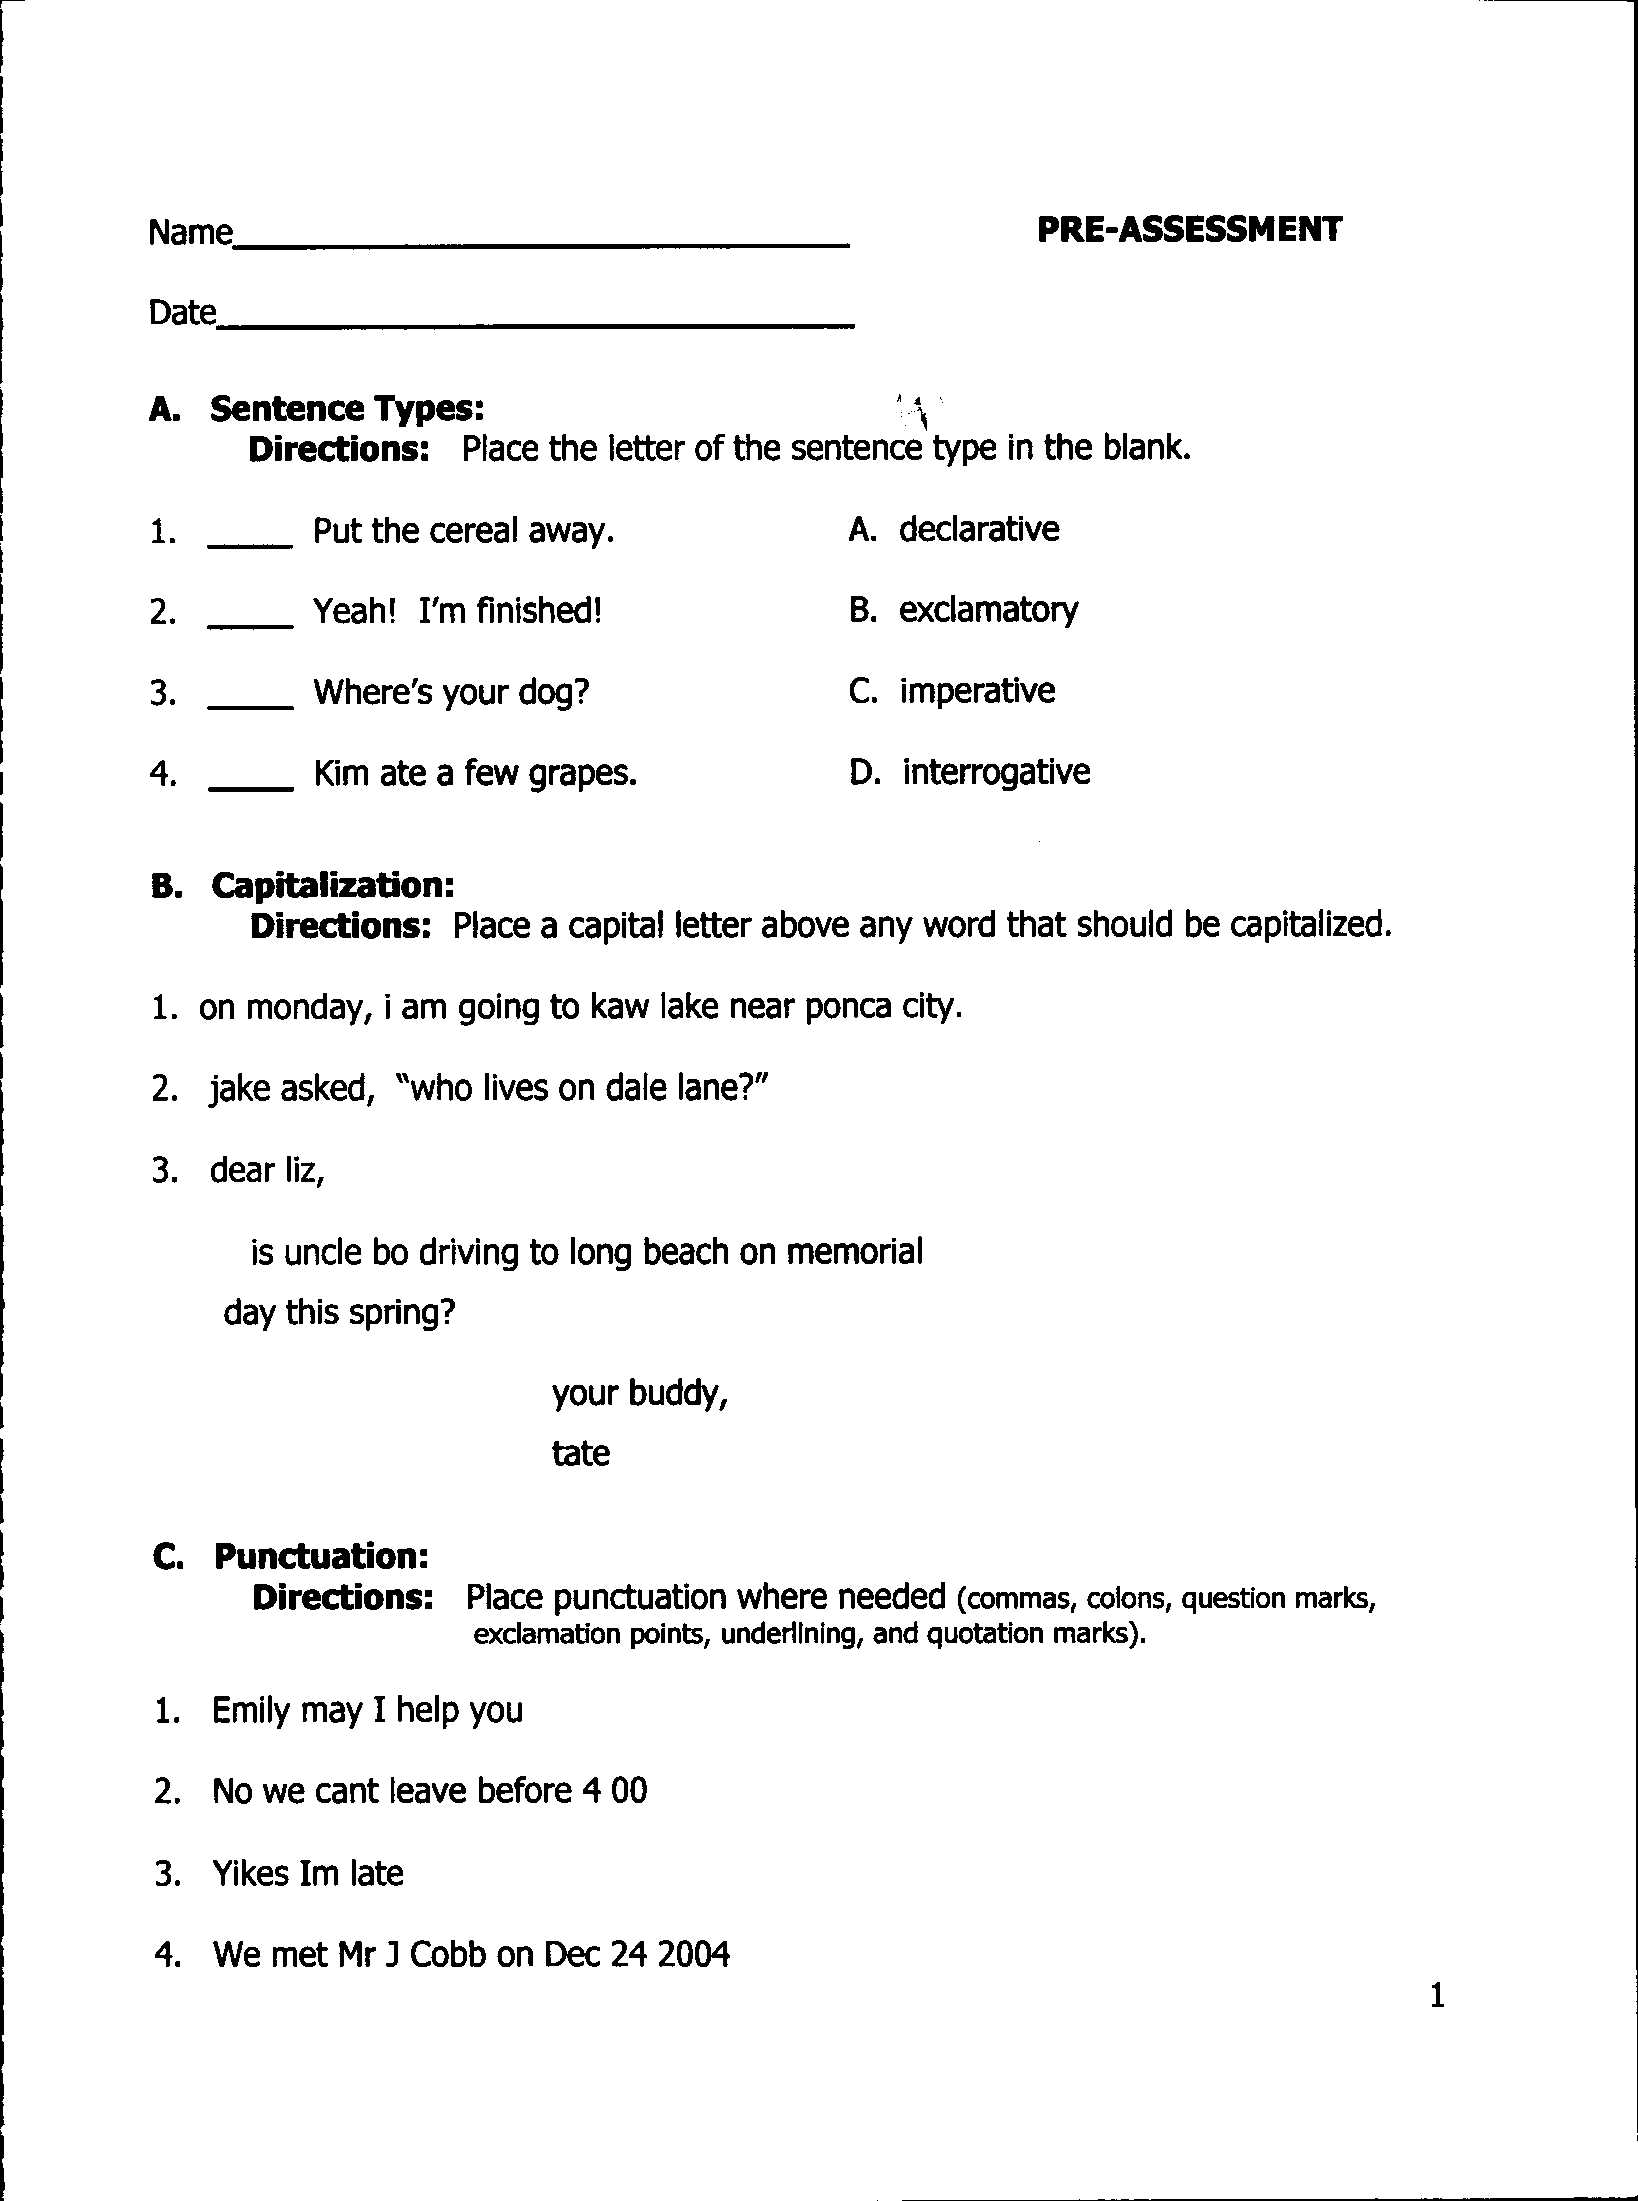 Name
PRE-ASSESSMENT
Date
A. Sentence Types:
Directions: Place the letter of the sentence type in the blank.
1. _____ Put the cereal away. A. declarative
2. _____ Yeah! I'm finished! B. exclamatory
3. _____ Where's your dog? C. imperative
4. _____ Kim ate a few grapes. D. interrogative
B. Capitalization:
Directions: Place a capital letter above any word that should be capitalized.
1. on monday, i am going to kaw lake near ponca city.
2. jake asked, "who lives on dale lane?"
3. dear liz,
is uncle bo driving to long beach on memorial
day this spring?
your buddy,
tate
C. Punctuation:
Directions: Place punctuation where needed (commas, colons, question marks,
exclamation points, underlining, and quotation marks).
1. Emily may I help you
2. No we cant leave before 4 00
3. Yikes Im late
4. We met Mr J Cobb on Dec 24 2004
1